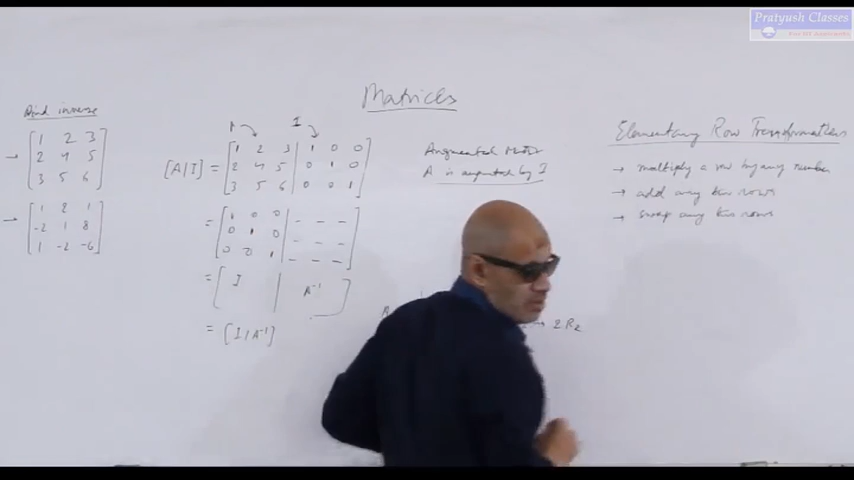 Pratyush Classes
Matrices
Find inverse
→ [1 2 3
2 4 5
3 5 6]
→ [1 2 1
-2 1 8
1 -2 -6]
A I
[A|I] = [1 2 3 | 1 0 0
2 4 5 | 0 1 0
3 5 6 | 0 0 1]
= [1 0 0 | - - -
0 1 0 | - - -
0 0 1 | - - -]
= [I | A⁻¹]
= [I | A⁻¹]
Augmented Matrix
A is augmented by I
→ 2R₂
Elementary Row Transformations
→ multiply a row by any number
→ add any two rows
→ swap any two rows